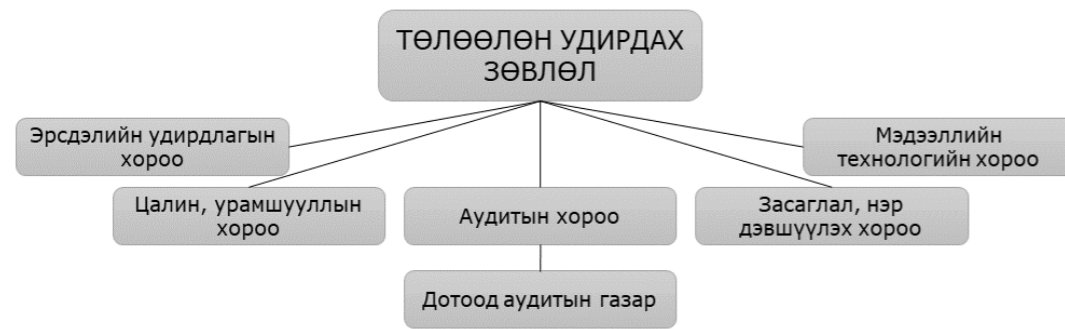 ТӨЛӨӨЛӨН УДИРДАХ
ЗӨВЛӨЛ
Эрсдэлийн удирдлагын
хороо
Мэдээллийн
технологийн хороо
Цалин, урамшууллын
хороо
Аудитын хороо
Засаглал, нэр
дэвшүүлэх хороо
Дотоод аудитын газар